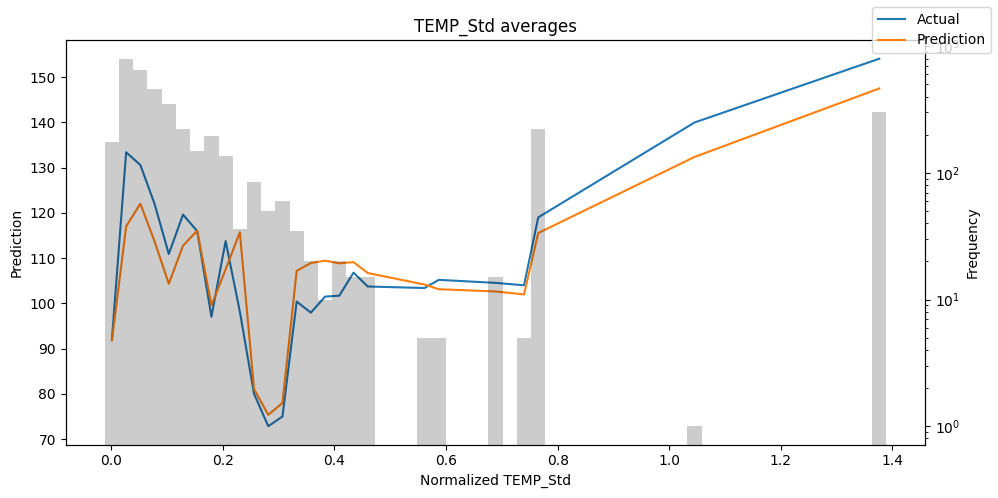 TEMP_Std averages
Actual
Prediction
150
140
130
120
110
100
90
80
70
Prediction
10^3
10^2
10^1
10^0
Frequency
0.0 0.2 0.4 0.6 0.8 1.0 1.2 1.4
Normalized TEMP_Std